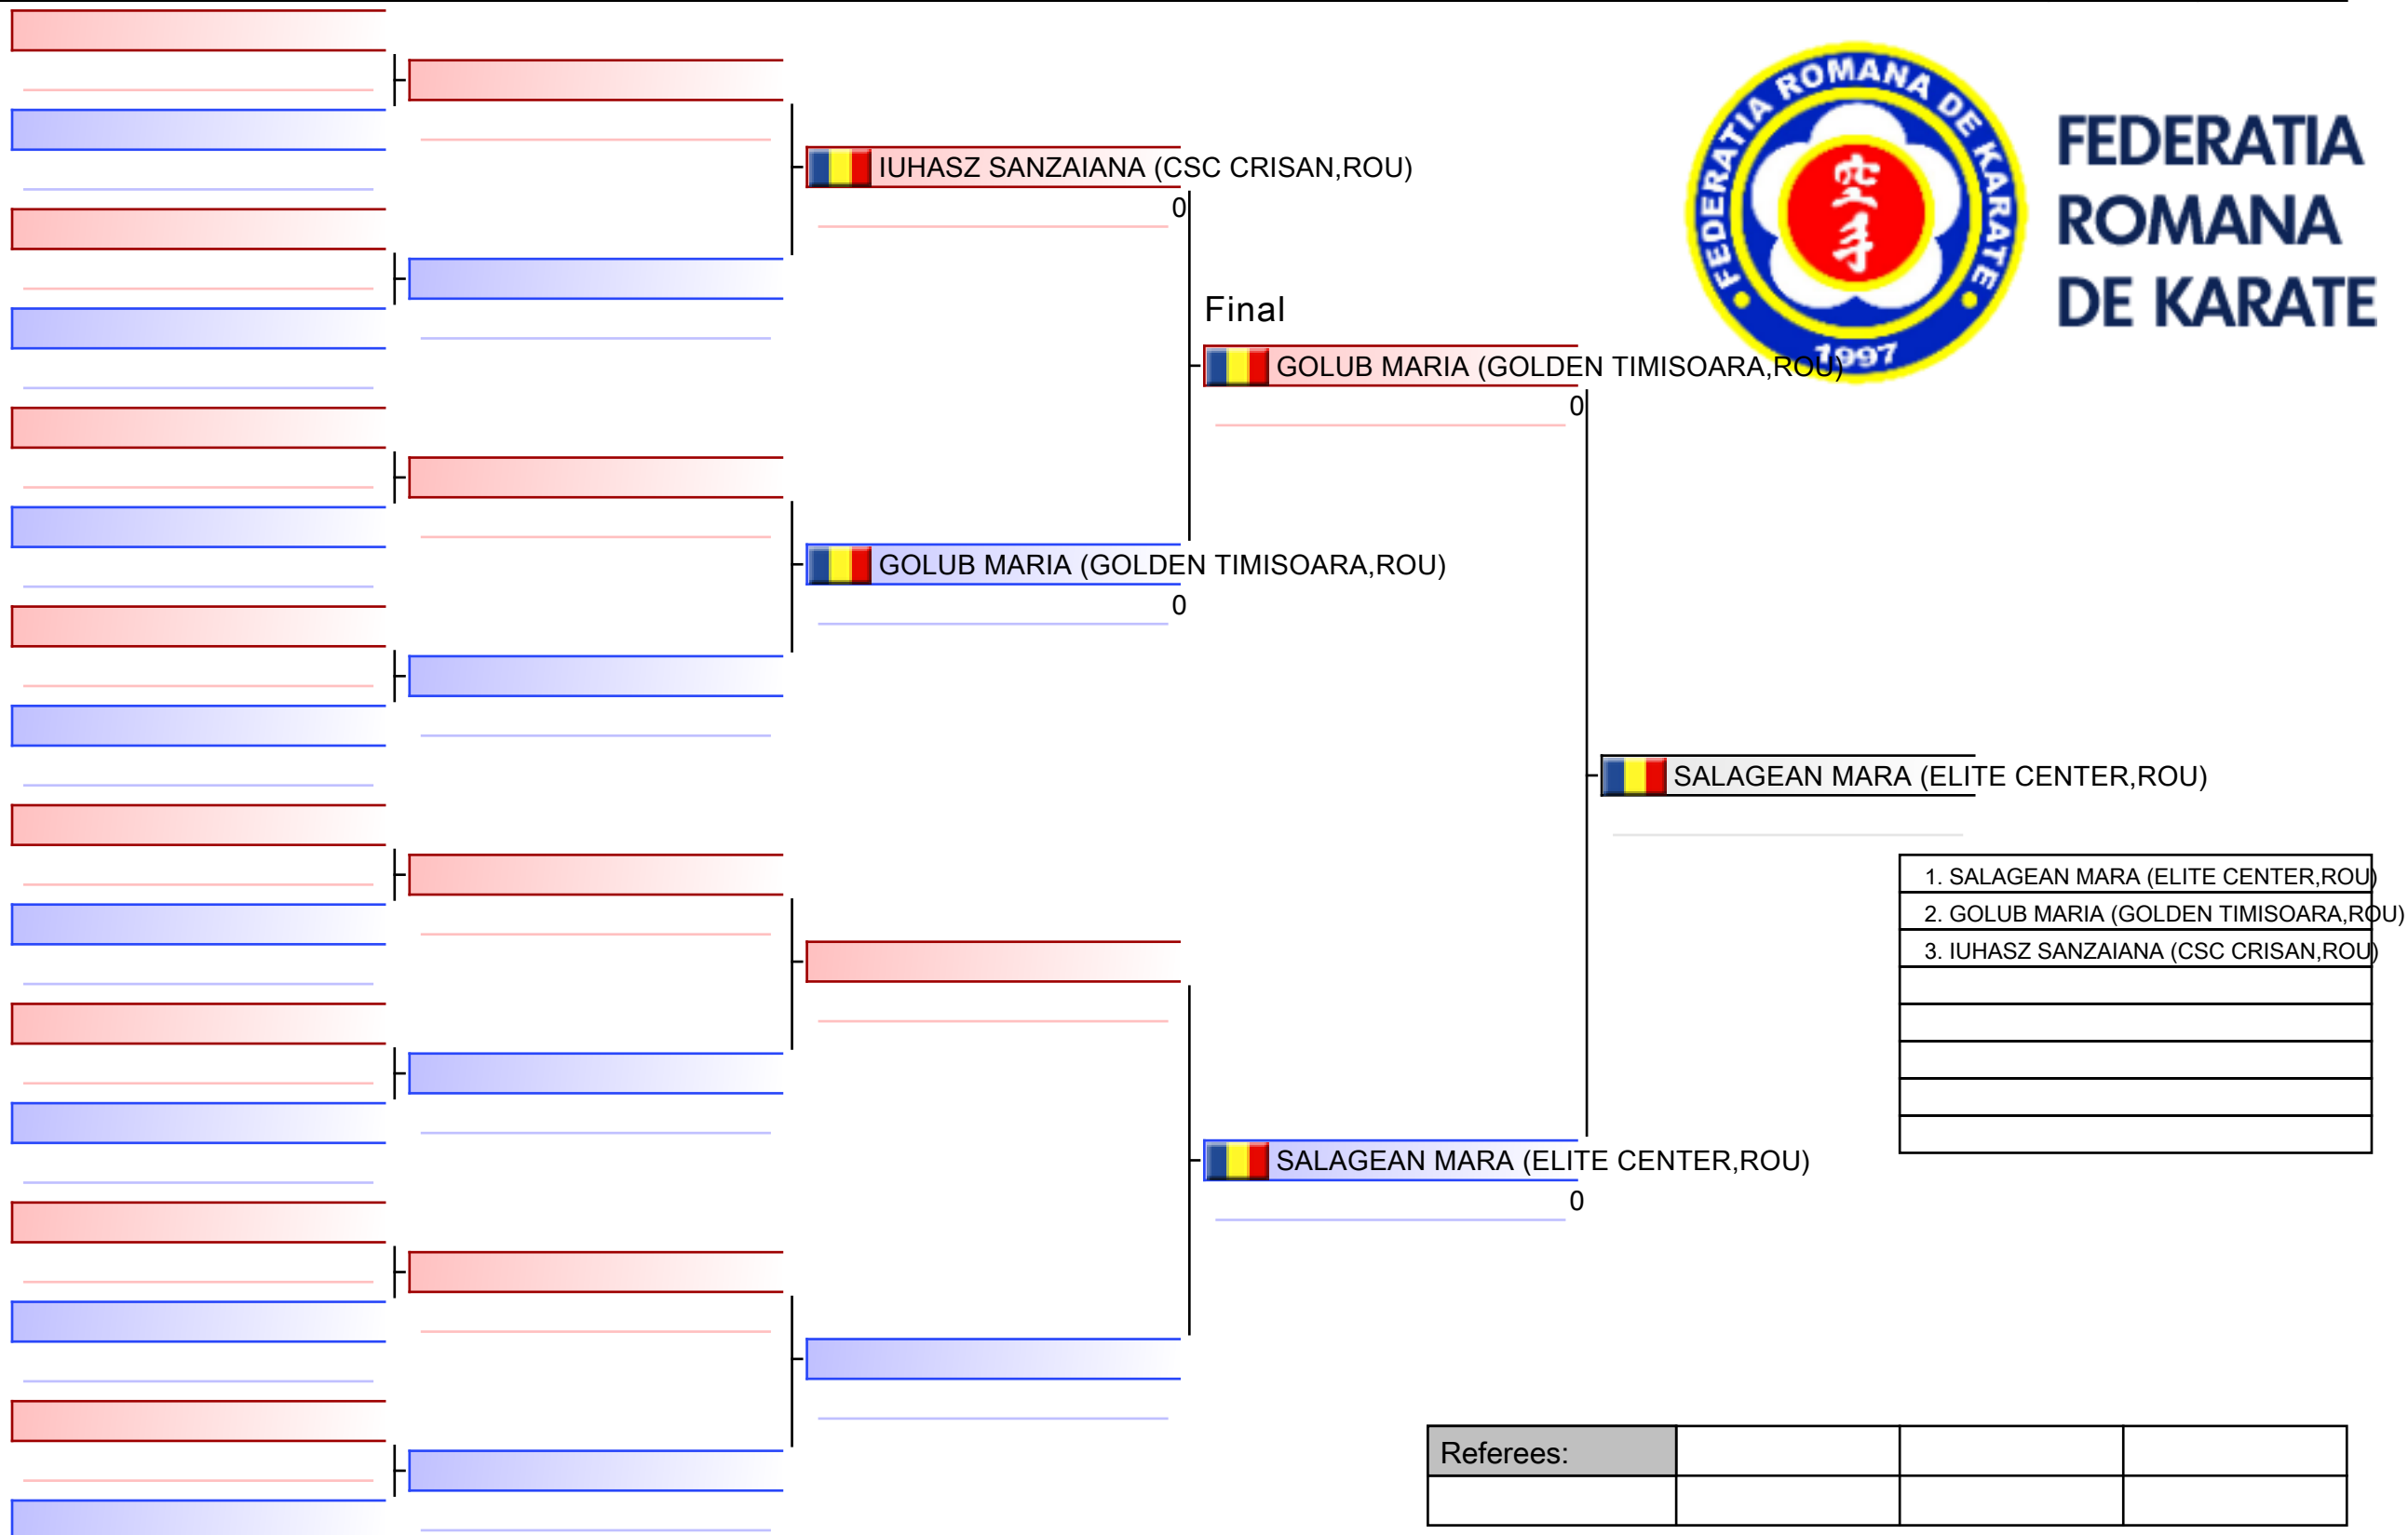 FEDERATIA ROMANA DE KARATE
空手
1997
FEDERATIA
ROMANA
DE KARATE
IUHASZ SANZAIANA (CSC CRISAN,ROU)
0
Final
GOLUB MARIA (GOLDEN TIMISOARA,ROU)
0
GOLUB MARIA (GOLDEN TIMISOARA,ROU)
0
SALAGEAN MARA (ELITE CENTER,ROU)
1. SALAGEAN MARA (ELITE CENTER,ROU)
2. GOLUB MARIA (GOLDEN TIMISOARA,ROU)
3. IUHASZ SANZAIANA (CSC CRISAN,ROU)
SALAGEAN MARA (ELITE CENTER,ROU)
0
Referees: